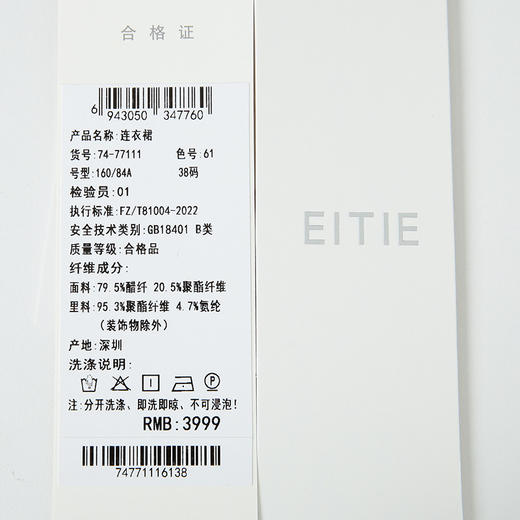 合格证
6 943050 347760
产品名称:连衣裙
货号:74-77111 色号:61
号型:160/84A 38码
检验员:01
执行标准:FZ/T81004-2022
安全技术类别:GB18401 B类
质量等级:合格品
纤维成分:
面料:79.5%醋纤 20.5%聚酯纤维
里料:95.3%聚酯纤维 4.7%氨纶
(装饰物除外)
产地:深圳
洗涤说明:
P
注:分开洗涤、即洗即晾、不可浸泡!
RMB:3999
74771116138
EITIE